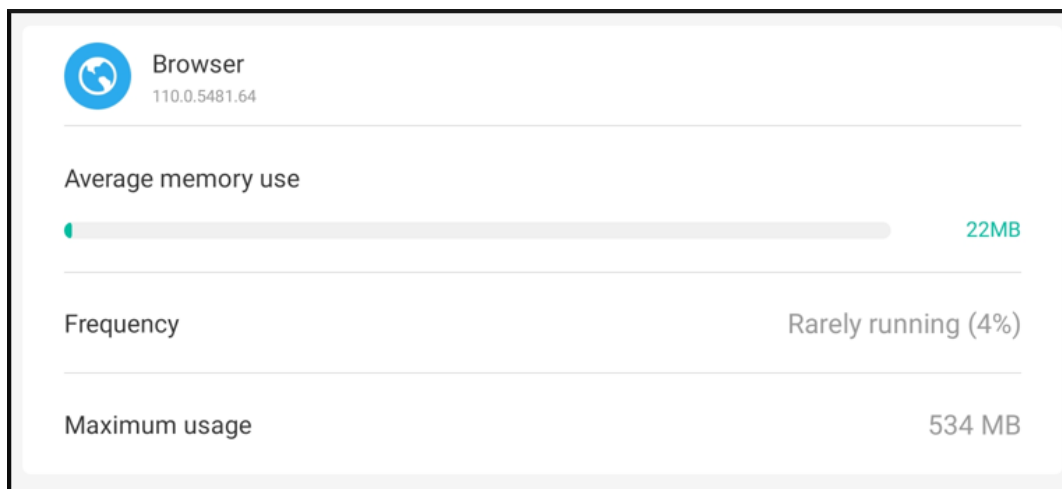 Browser
110.0.5481.64
Average memory use
22MB
Frequency
Rarely running (4%)
Maximum usage
534 MB